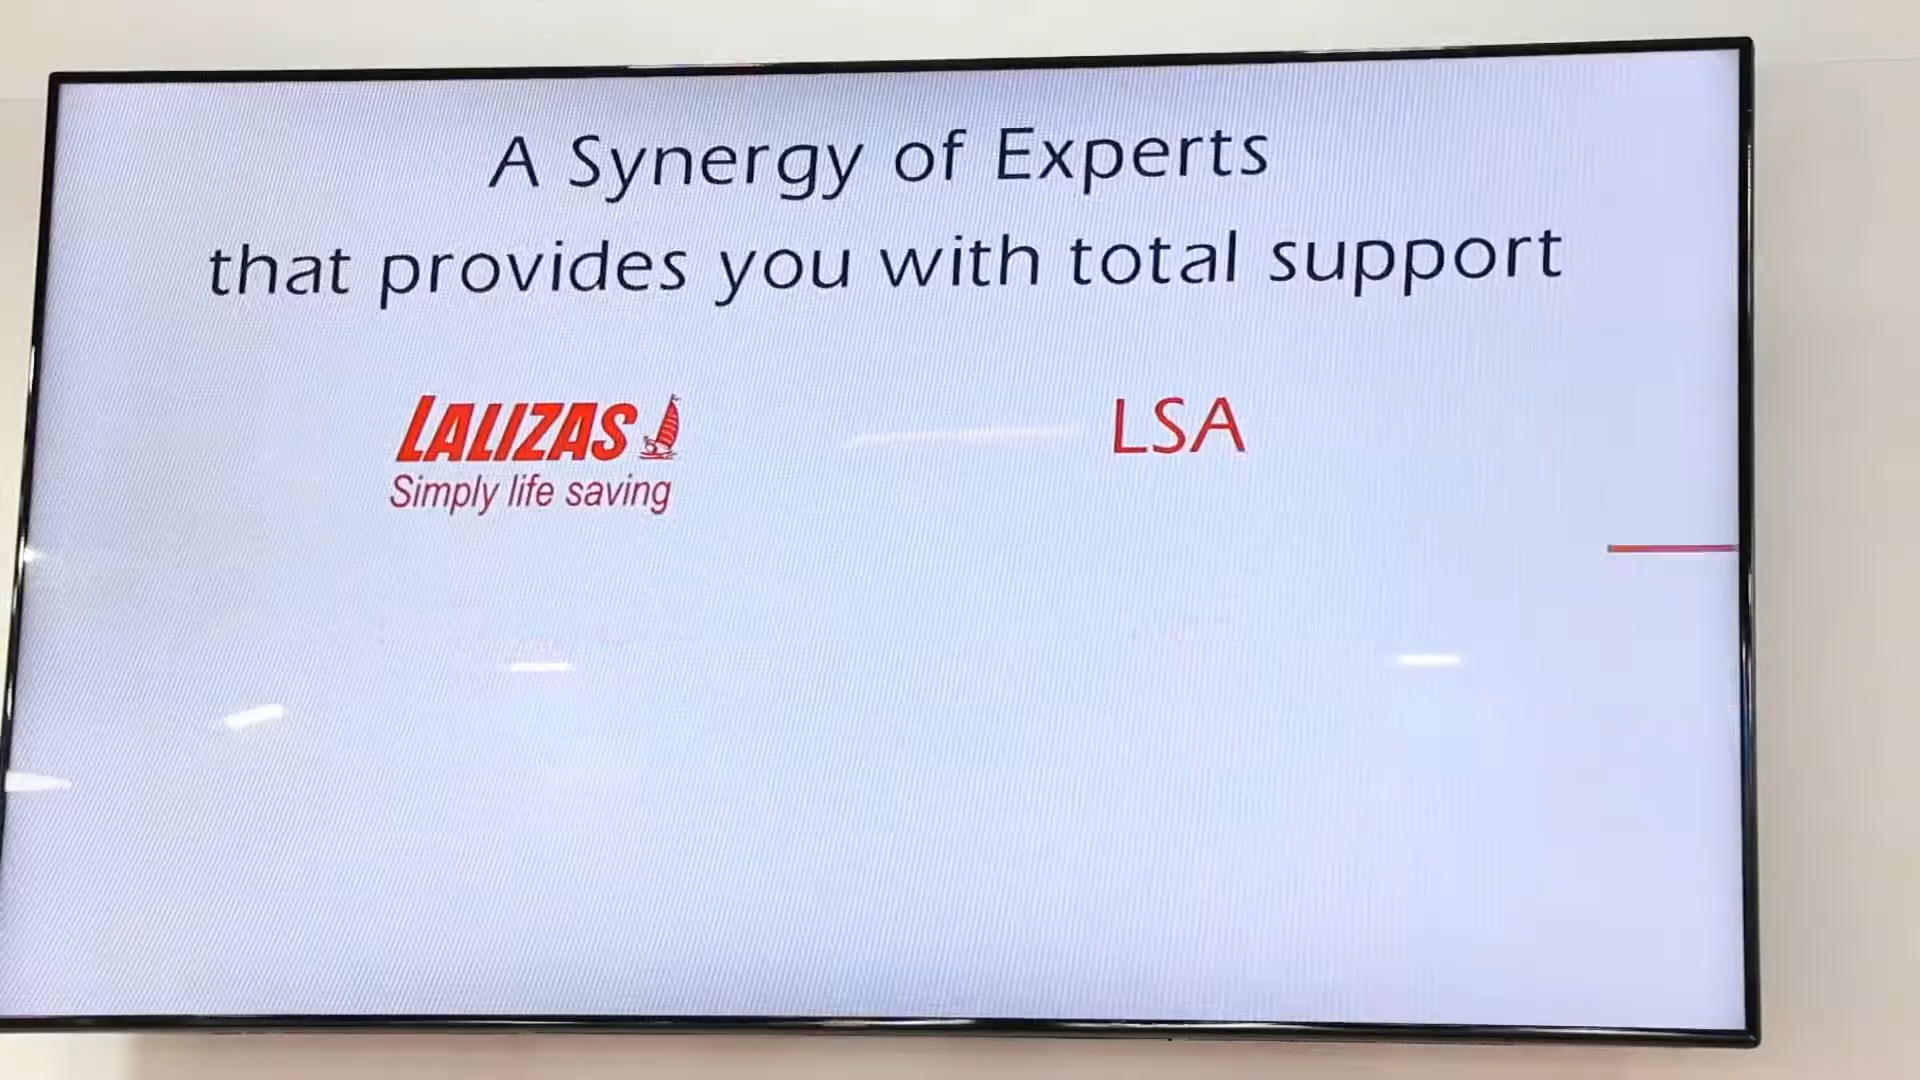 A Synergy of Experts
that provides you with total support
LALIZAS
Simply life saving
LSA